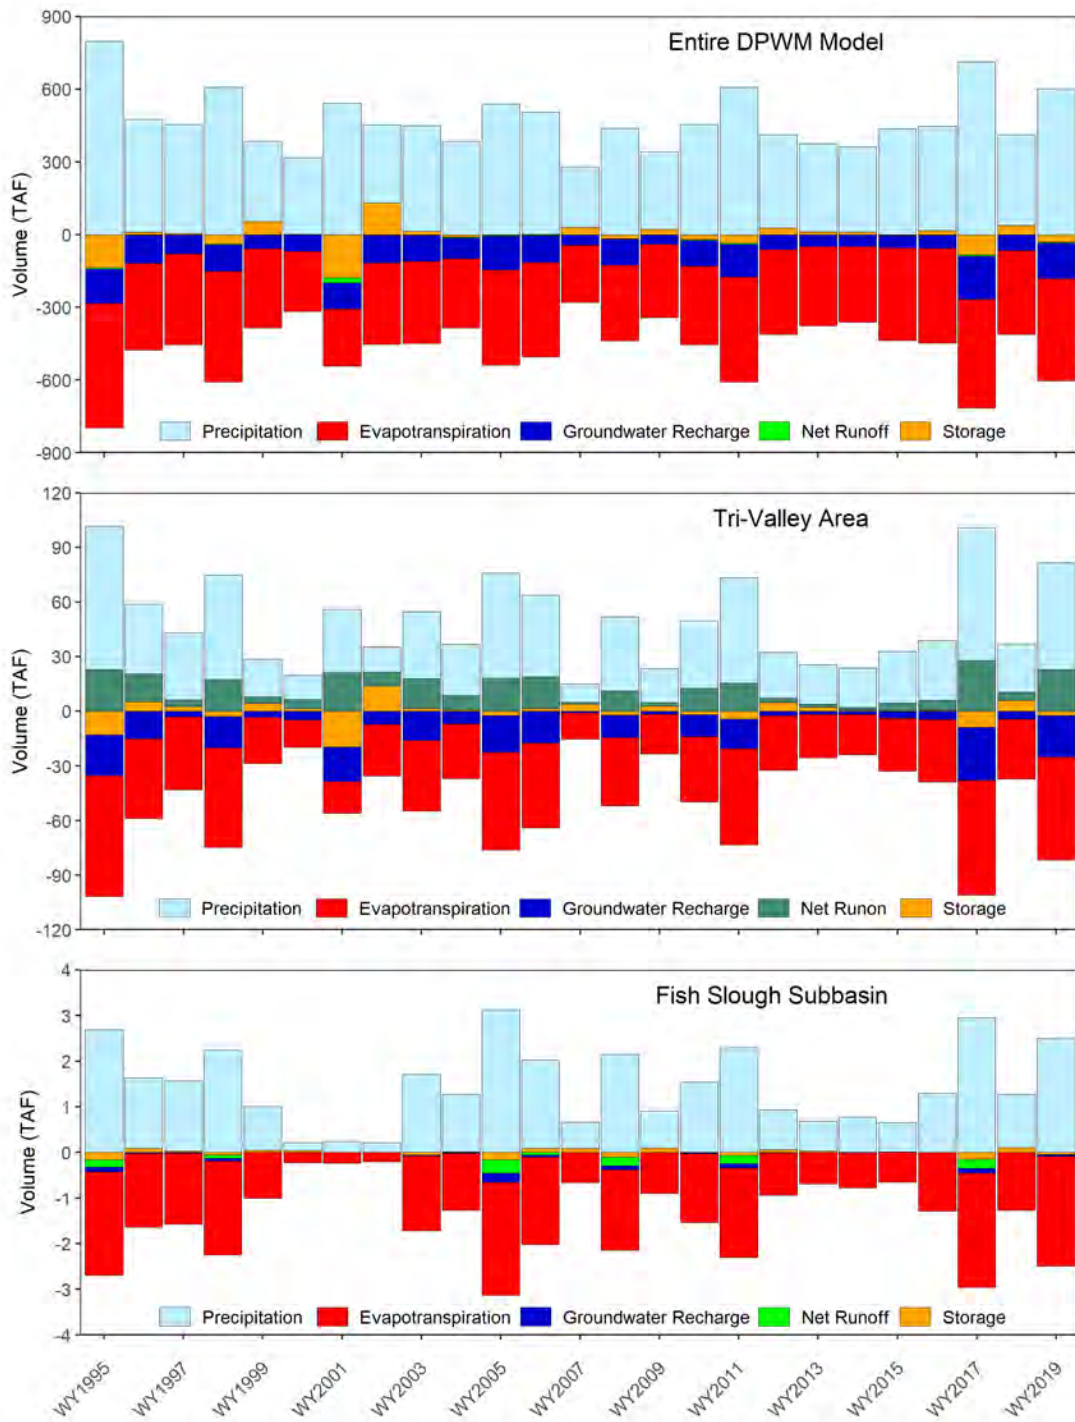 Entire DPWM Model
900
600
300
0
-300
-600
-900
Volume (TAF)
Precipitation Evapotranspiration Groundwater Recharge Net Runoff Storage
Tri-Valley Area
120
90
60
30
0
-30
-60
-90
-120
Volume (TAF)
Precipitation Evapotranspiration Groundwater Recharge Net Runon Storage
Fish Slough Subbasin
4
3
2
1
0
-1
-2
-3
-4
Volume (TAF)
Precipitation Evapotranspiration Groundwater Recharge Net Runoff Storage
WY1995 WY1997 WY1999 WY2001 WY2003 WY2005 WY2007 WY2009 WY2011 WY2013 WY2015 WY2017 WY2019